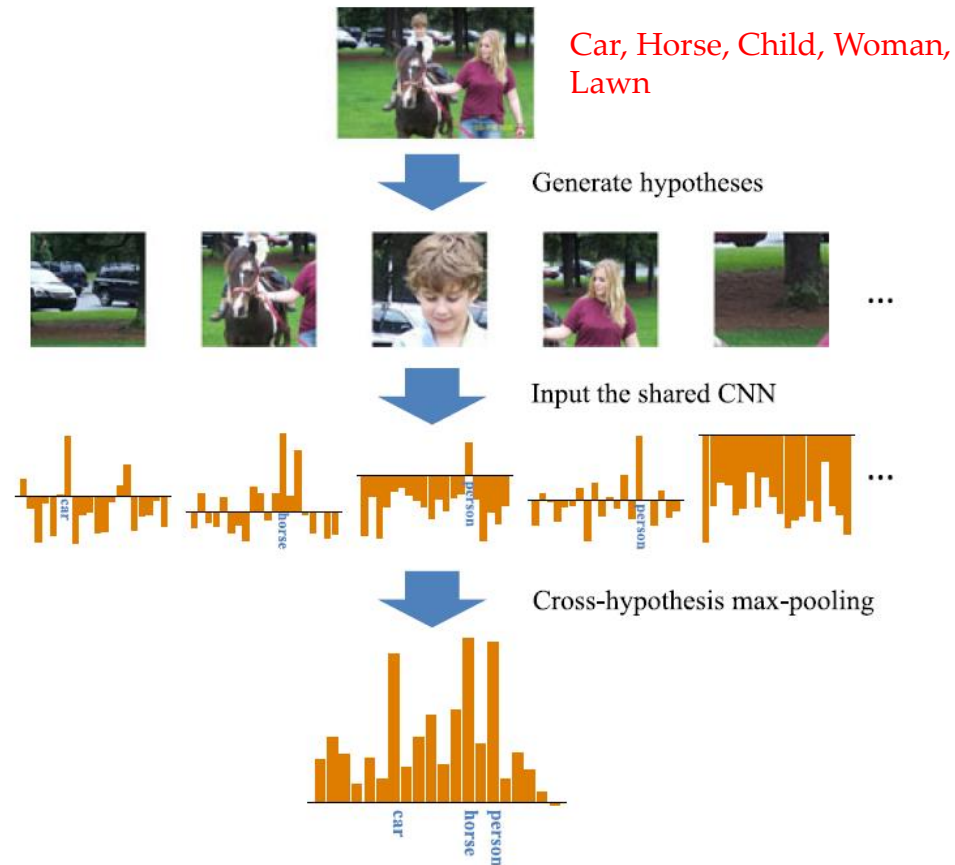 Car, Horse, Child, Woman,
Lawn
Generate hypotheses
...
Input the shared CNN
car
horse
person
person
...
Cross-hypothesis max-pooling
car
horse
person